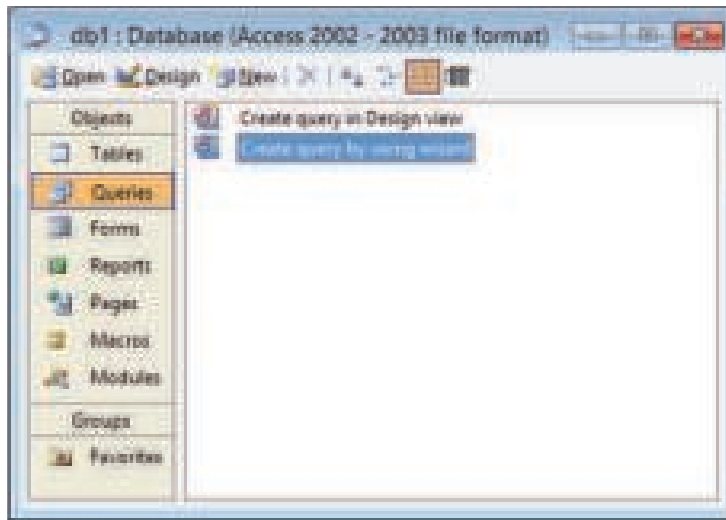 db1 : Database (Access 2002 - 2003 file format)
Open Design New
Objects
Create query in Design view
Create query by using wizard
Tables
Queries
Forms
Reports
Pages
Macros
Modules
Groups
Favorites